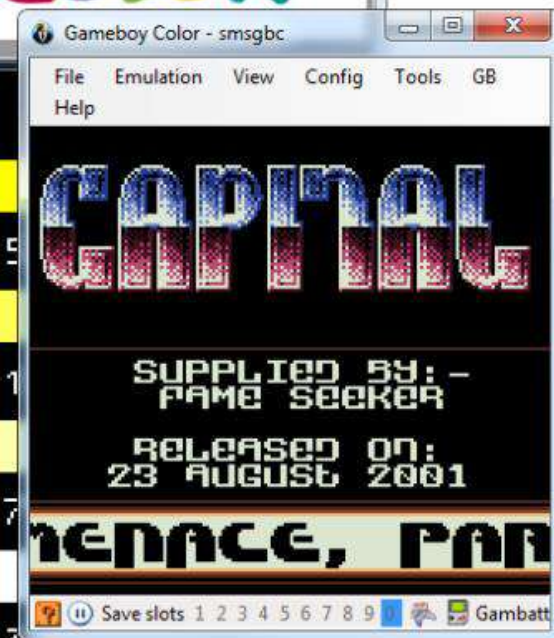 Gameboy Color - smsgbc
File Emulation View Config Tools GB
Help
CAPITAL
SUPPLIED BY:-
FAME SEEKER
RELEASED ON:
23 AUGUST 2001
MENACE, PAR
Save slots 1 2 3 4 5 6 7 8 9 0 Gambatt